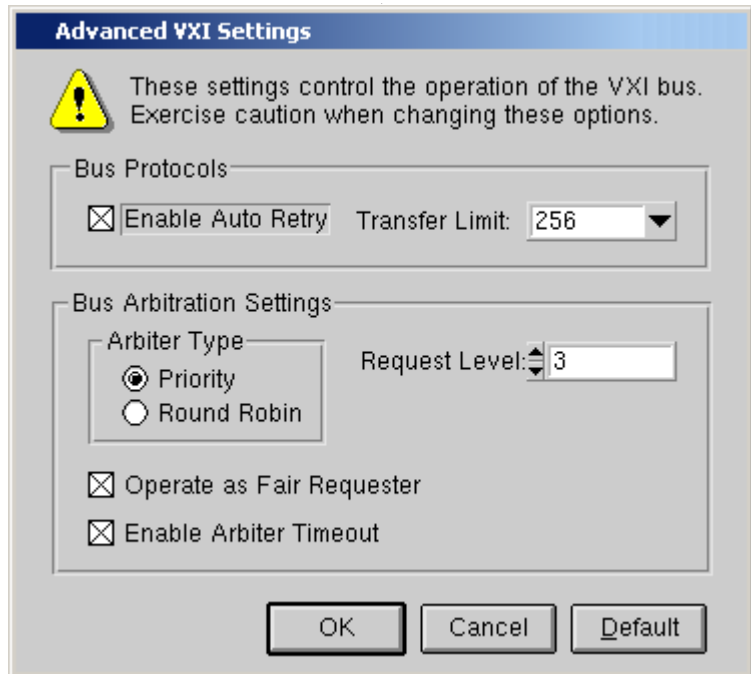 Advanced VXI Settings
These settings control the operation of the VXI bus.
Exercise caution when changing these options.
Bus Protocols
Enable Auto Retry
Transfer Limit: 256
Bus Arbitration Settings
Arbiter Type
Priority
Round Robin
Request Level: 3
Operate as Fair Requester
Enable Arbiter Timeout
OK
Cancel
Default